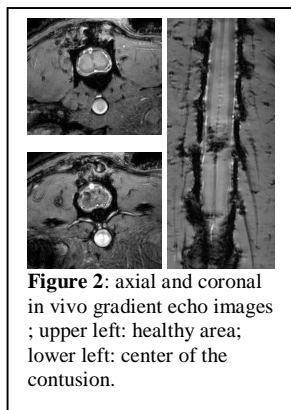 Figure 2: axial and coronal
in vivo gradient echo images
; upper left: healthy area;
lower left: center of the
contusion.